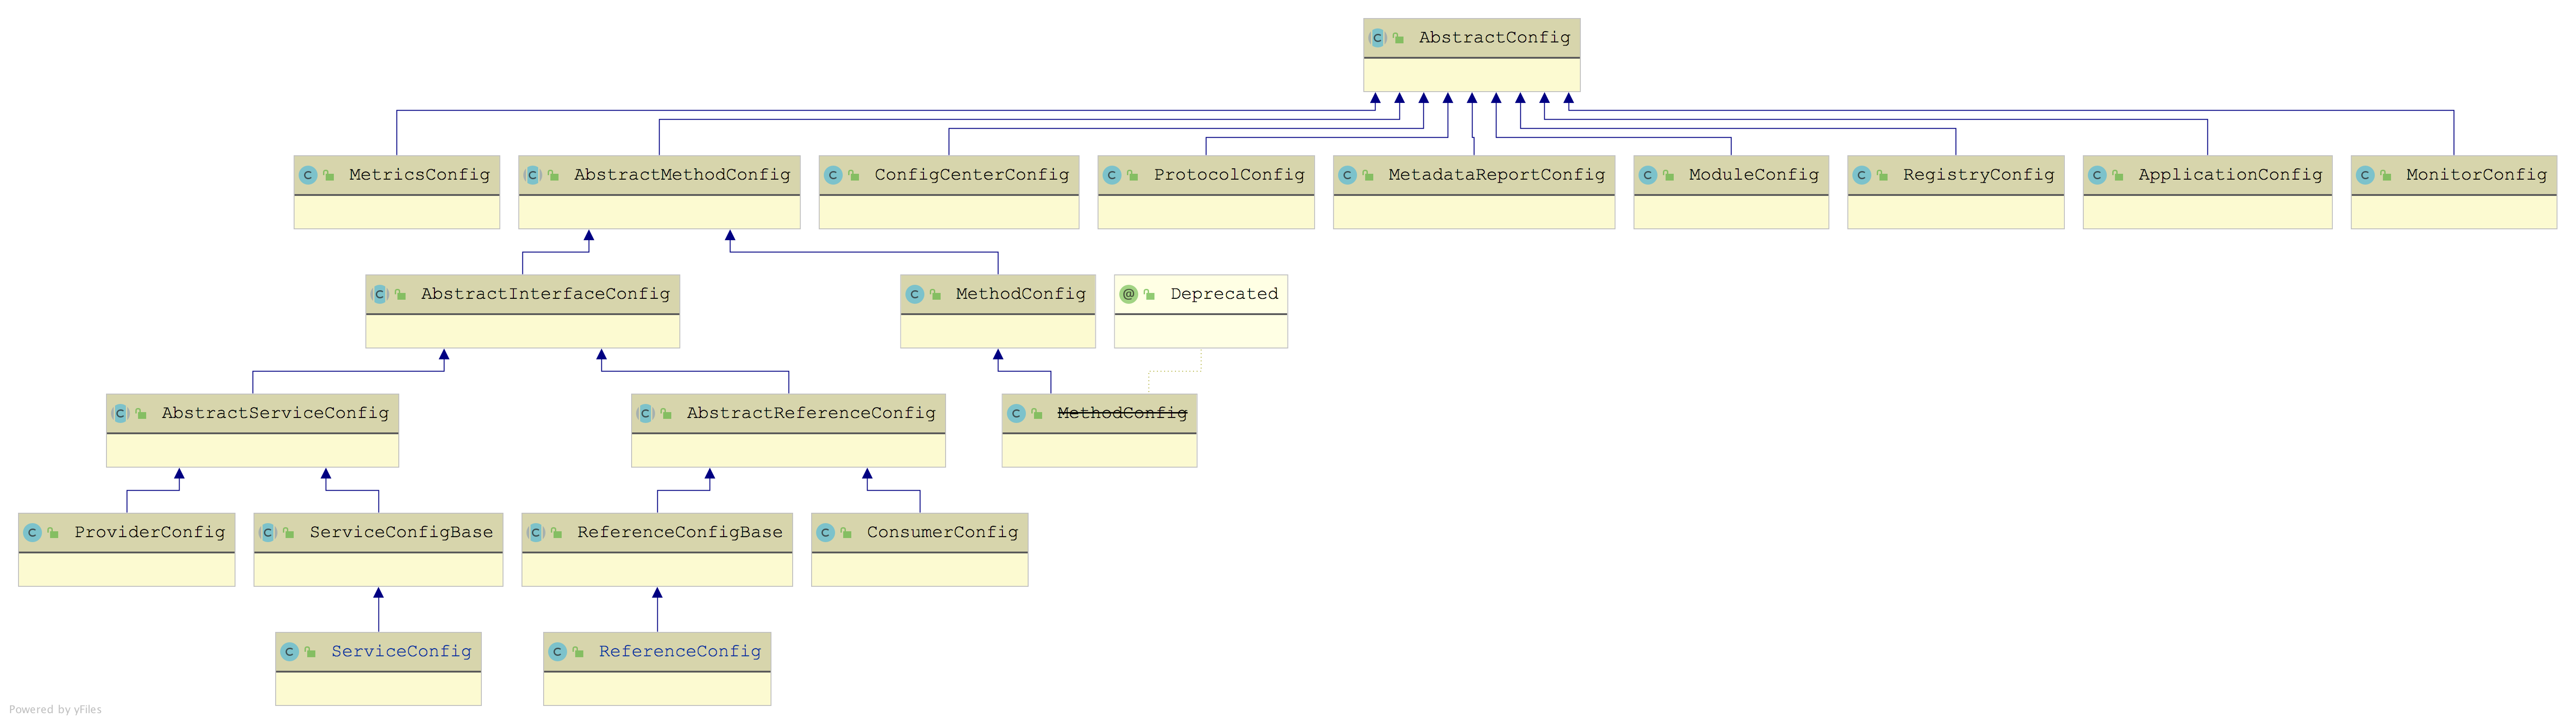 AbstractConfig
MetricsConfig
AbstractMethodConfig
ConfigCenterConfig
ProtocolConfig
MetadataReportConfig
ModuleConfig
RegistryConfig
ApplicationConfig
MonitorConfig
AbstractInterfaceConfig
MethodConfig
@ Deprecated
AbstractServiceConfig
AbstractReferenceConfig
MethodConfig
ProviderConfig
ServiceConfigBase
ReferenceConfigBase
ConsumerConfig
ServiceConfig
ReferenceConfig
Powered by yFiles